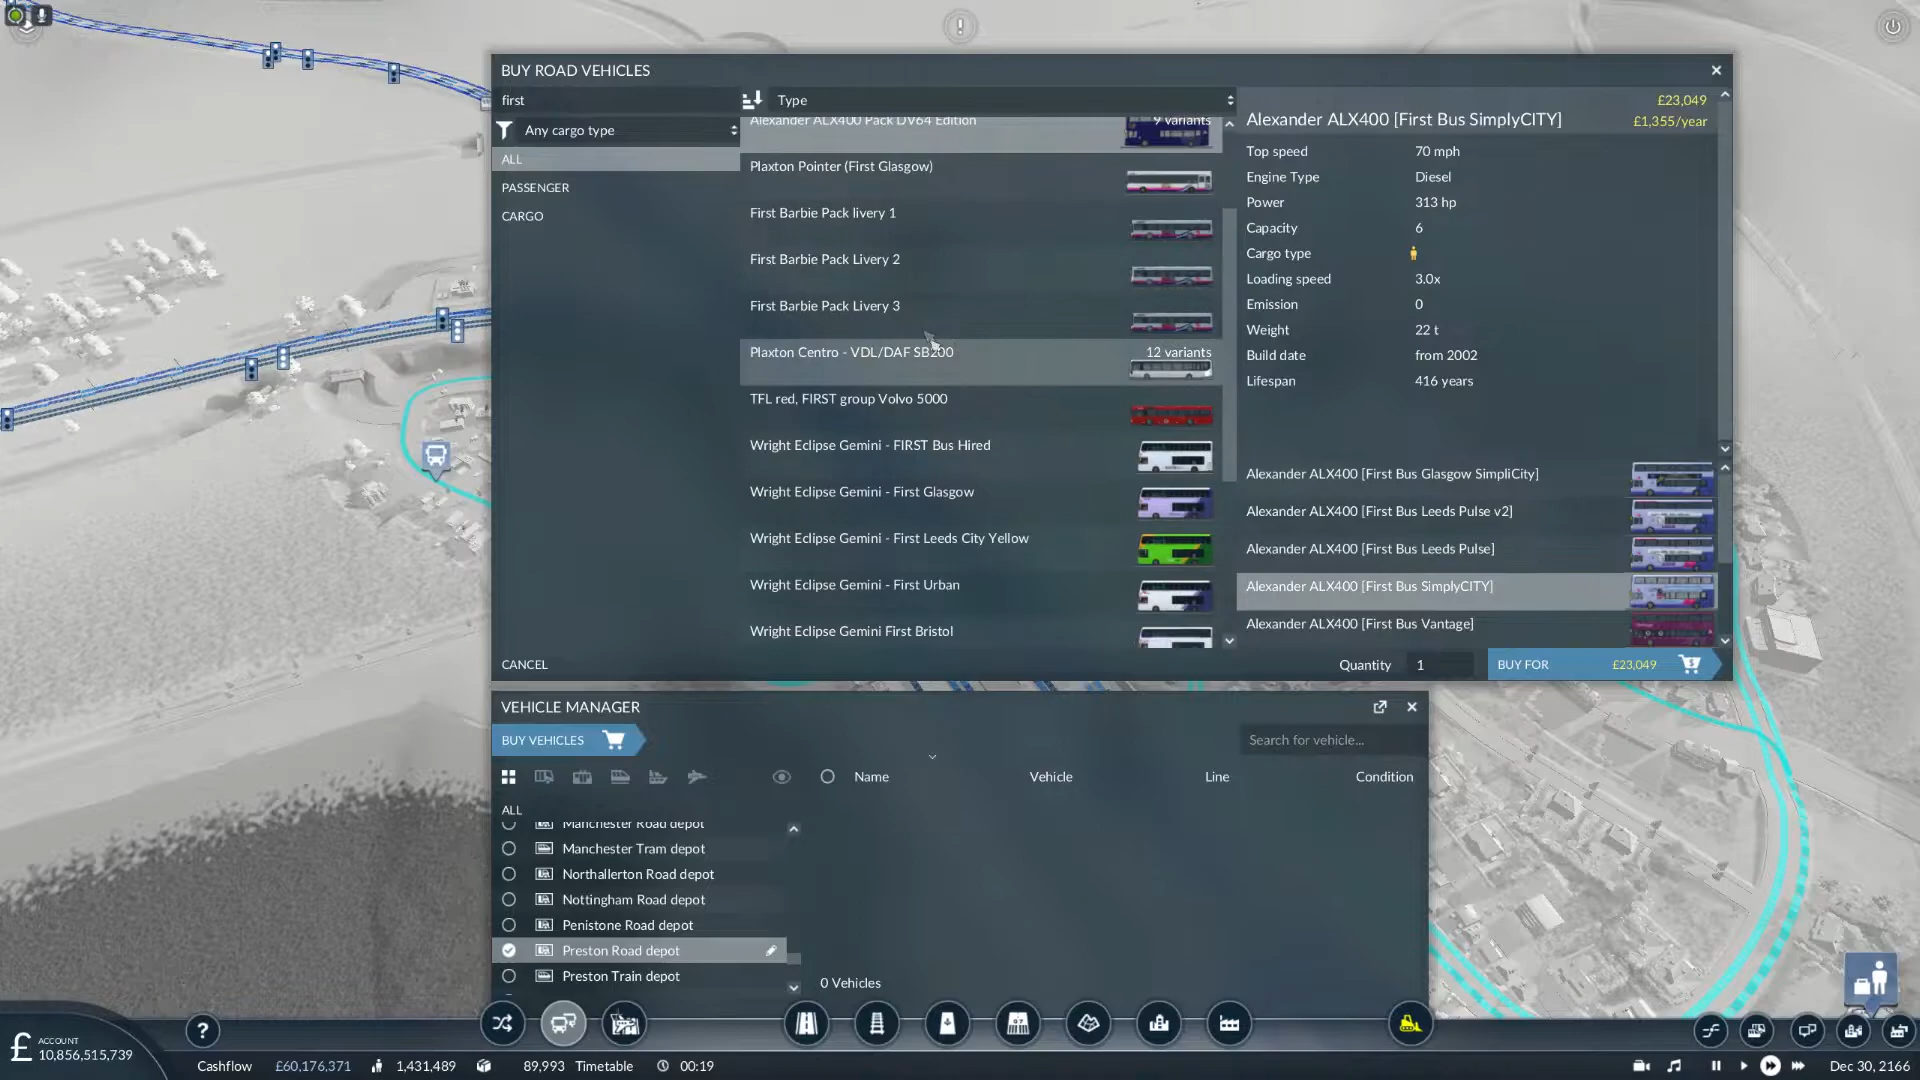 BUY ROAD VEHICLES
first
Type
£23,049
Any cargo type
Alexander ALX400 Pack DV64 Edition
9 variants
Alexander ALX400 [First Bus SimplyCITY]
£1,355/year
ALL
PASSENGER
CARGO
Plaxton Pointer (First Glasgow)
First Barbie Pack livery 1
First Barbie Pack Livery 2
First Barbie Pack Livery 3
Plaxton Centro - VDL/DAF SB200
12 variants
TFL red, FIRST group Volvo 5000
Wright Eclipse Gemini - FIRST Bus Hired
Wright Eclipse Gemini - First Glasgow
Wright Eclipse Gemini - First Leeds City Yellow
Wright Eclipse Gemini - First Urban
Wright Eclipse Gemini First Bristol
Top speed 70 mph
Engine Type Diesel
Power 313 hp
Capacity 6
Cargo type
Loading speed 3.0x
Emission 0
Weight 22 t
Build date from 2002
Lifespan 416 years
Alexander ALX400 [First Bus Glasgow SimpliCity]
Alexander ALX400 [First Bus Leeds Pulse v2]
Alexander ALX400 [First Bus Leeds Pulse]
Alexander ALX400 [First Bus SimplyCITY]
Alexander ALX400 [First Bus Vantage]
CANCEL
Quantity 1
BUY FOR £23,049
VEHICLE MANAGER
BUY VEHICLES
Search for vehicle...
Name Vehicle Line Condition
ALL
Manchester Road depot
Manchester Tram depot
Northallerton Road depot
Nottingham Road depot
Penistone Road depot
Preston Road depot
Preston Train depot
0 Vehicles
£ ACCOUNT
10,856,515,739
?
Cashflow £60,176,371 1,431,489 89,993 Timetable 00:19
Dec 30, 2166